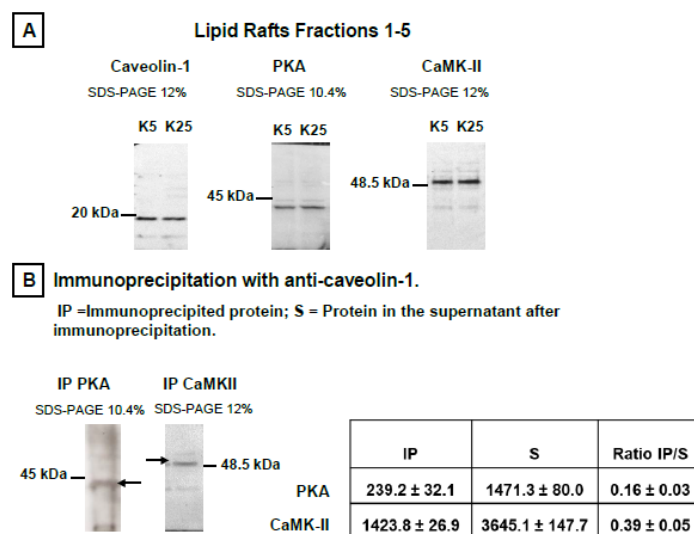 A
Lipid Rafts Fractions 1-5
Caveolin-1 PKA CaMK-II
SDS-PAGE 12% SDS-PAGE 10.4% SDS-PAGE 12%
K5 K25 K5 K25 K5 K25
20 kDa 45 kDa 48.5 kDa
B Immunoprecipitation with anti-caveolin-1.
IP =Immunoprecipited protein; S = Protein in the supernatant after
immunoprecipitation.
IP PKA IP CaMKII
SDS-PAGE 10.4% SDS-PAGE 12%
45 kDa 48.5 kDa
IP S Ratio IP/S
PKA 239.2 ± 32.1 1471.3 ± 80.0 0.16 ± 0.03
CaMK-II 1423.8 ± 26.9 3645.1 ± 147.7 0.39 ± 0.05